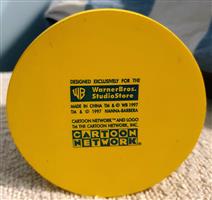 DESIGNED EXCLUSIVELY FOR THE
WB WarnerBros.
StudioStore
MADE IN CHINA TM & © WB 1997
TM & © 1997 HANNA-BARBERA
CARTOON NETWORK™ AND LOGO
TM THE CARTOON NETWORK, INC.
CARTOON
NETWORK